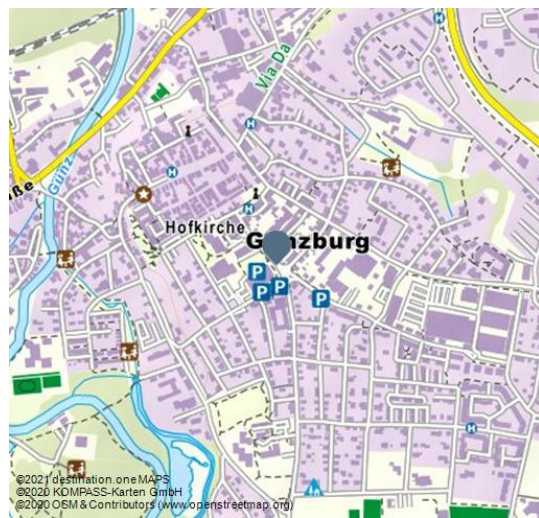 H
Via Da
H
H
Günz
ße
H
Hofkirche
Günzburg
P
P
P
P
H
©2021 destination.one MAPS
©2020 KOMPASS-Karten GmbH
©2020 OSM & Contributors (www.openstreetmap.org)